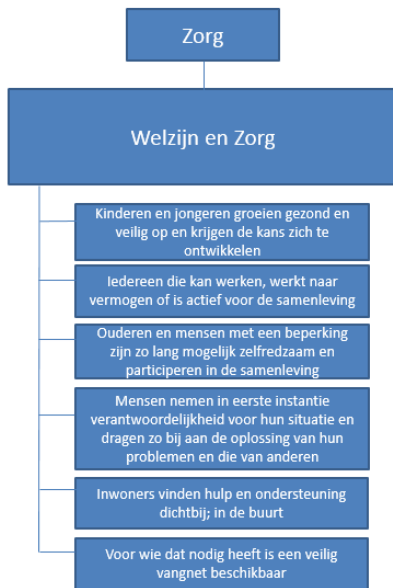 Zorg
Welzijn en Zorg
Kinderen en jongeren groeien gezond en
veilig op en krijgen de kans zich te
ontwikkelen
Iedereen die kan werken, werkt naar
vermogen of is actief voor de samenleving
Ouderen en mensen met een beperking
zijn zo lang mogelijk zelfredzaam en
participeren in de samenleving
Mensen nemen in eerste instantie
verantwoordelijkheid voor hun situatie en
dragen zo bij aan de oplossing van hun
problemen en die van anderen
Inwoners vinden hulp en ondersteuning
dichtbij; in de buurt
Voor wie dat nodig heeft is een veilig
vangnet beschikbaar